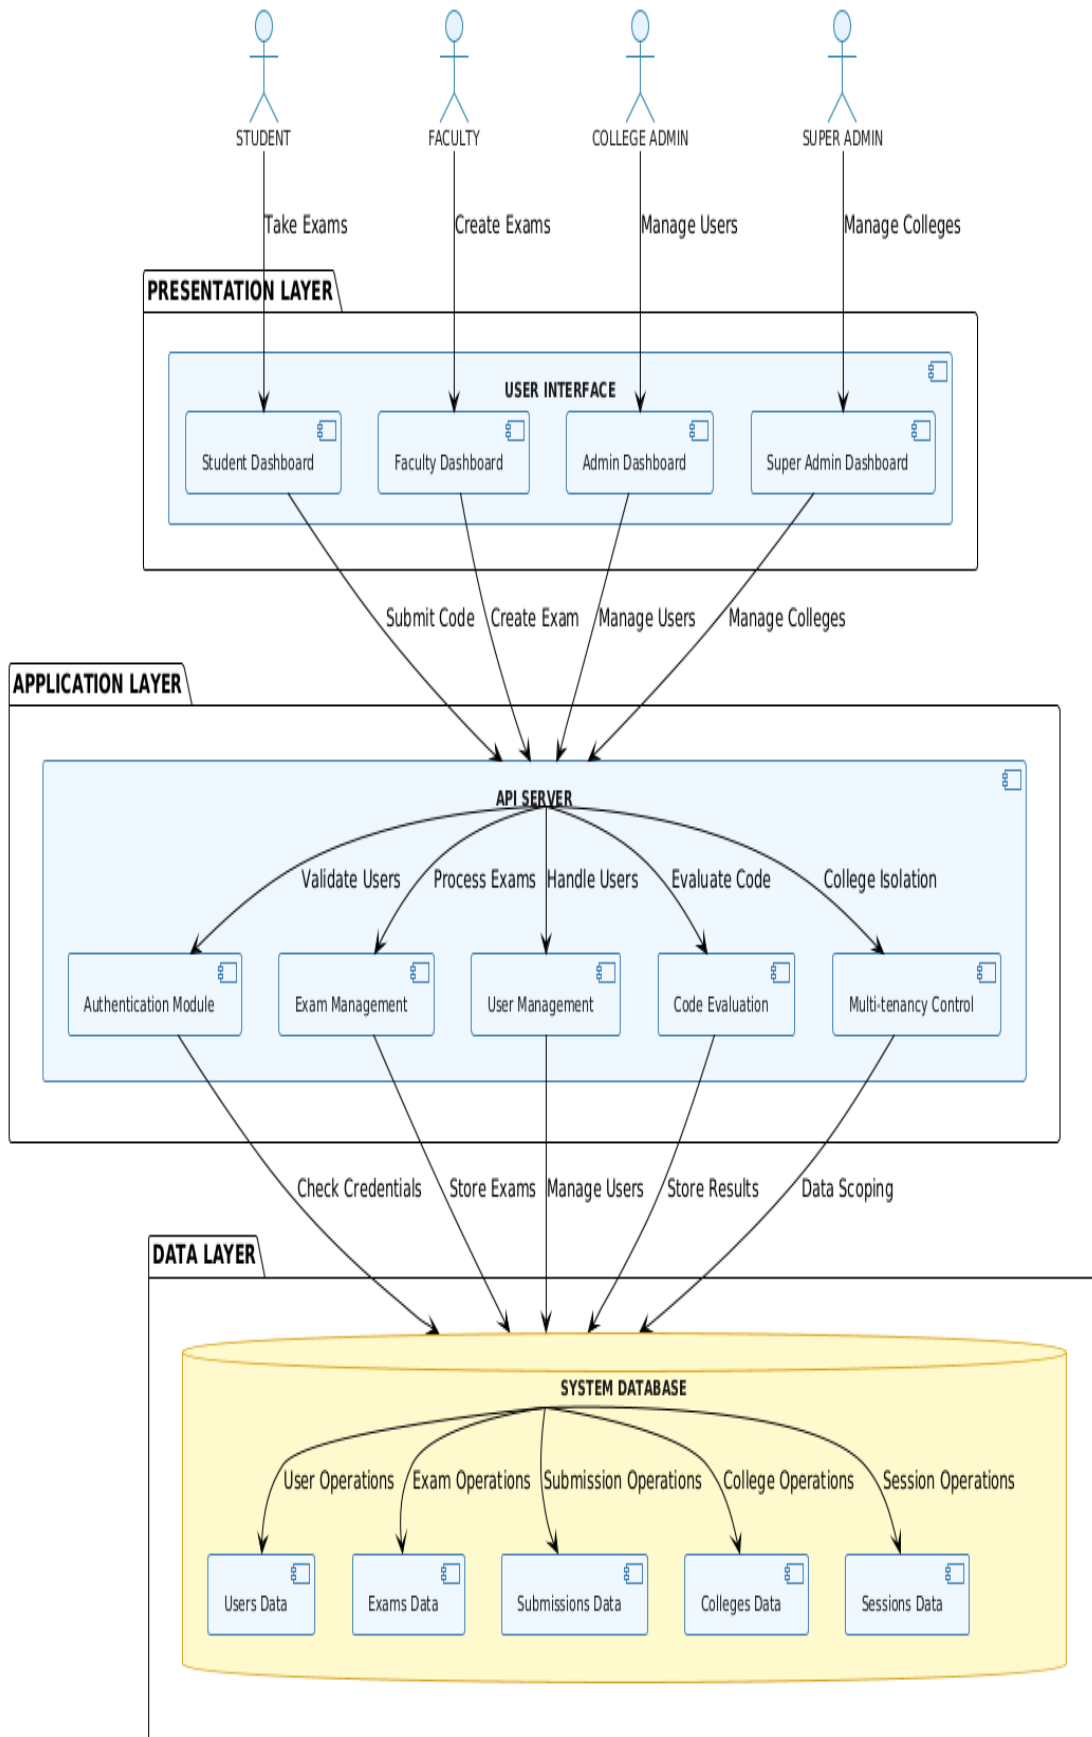 STUDENT
FACULTY
COLLEGE ADMIN
SUPER ADMIN
Take Exams
Create Exams
Manage Users
Manage Colleges
PRESENTATION LAYER
USER INTERFACE
Student Dashboard
Faculty Dashboard
Admin Dashboard
Super Admin Dashboard
Submit Code
Create Exam
Manage Users
Manage Colleges
APPLICATION LAYER
API SERVER
Validate Users
Process Exams
Handle Users
Evaluate Code
College Isolation
Authentication Module
Exam Management
User Management
Code Evaluation
Multi-tenancy Control
Check Credentials
Store Exams
Manage Users
Store Results
Data Scoping
DATA LAYER
SYSTEM DATABASE
User Operations
Exam Operations
Submission Operations
College Operations
Session Operations
Users Data
Exams Data
Submissions Data
Colleges Data
Sessions Data